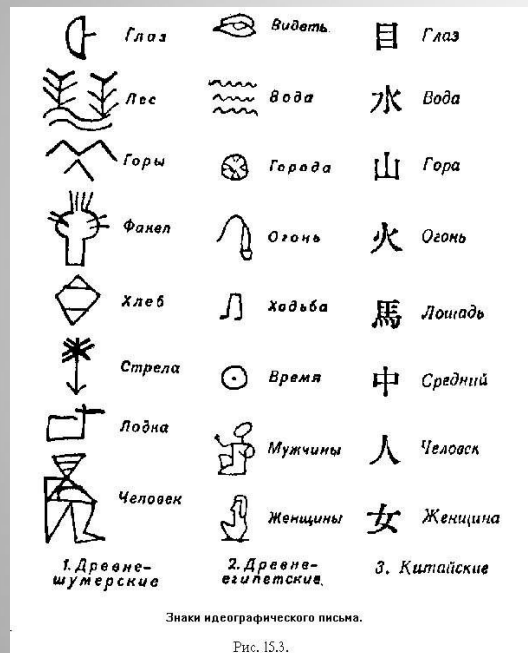 Глаз
Лес
Горы
Факел
Хлеб
Стрела
Лодка
Человек
1. Древне-
шумерские
Видеть
Вода
Города
Огонь
Ходьба
Время
Мужчины
Женщины
2. Древне-
египетские.
目 Глаз
水 Вода
山 Гора
火 Огонь
馬 Лошадь
中 Средний
人 Человек
女 Женщина
3. Китайские
Знаки идеографического письма.
Рис. 15.3.